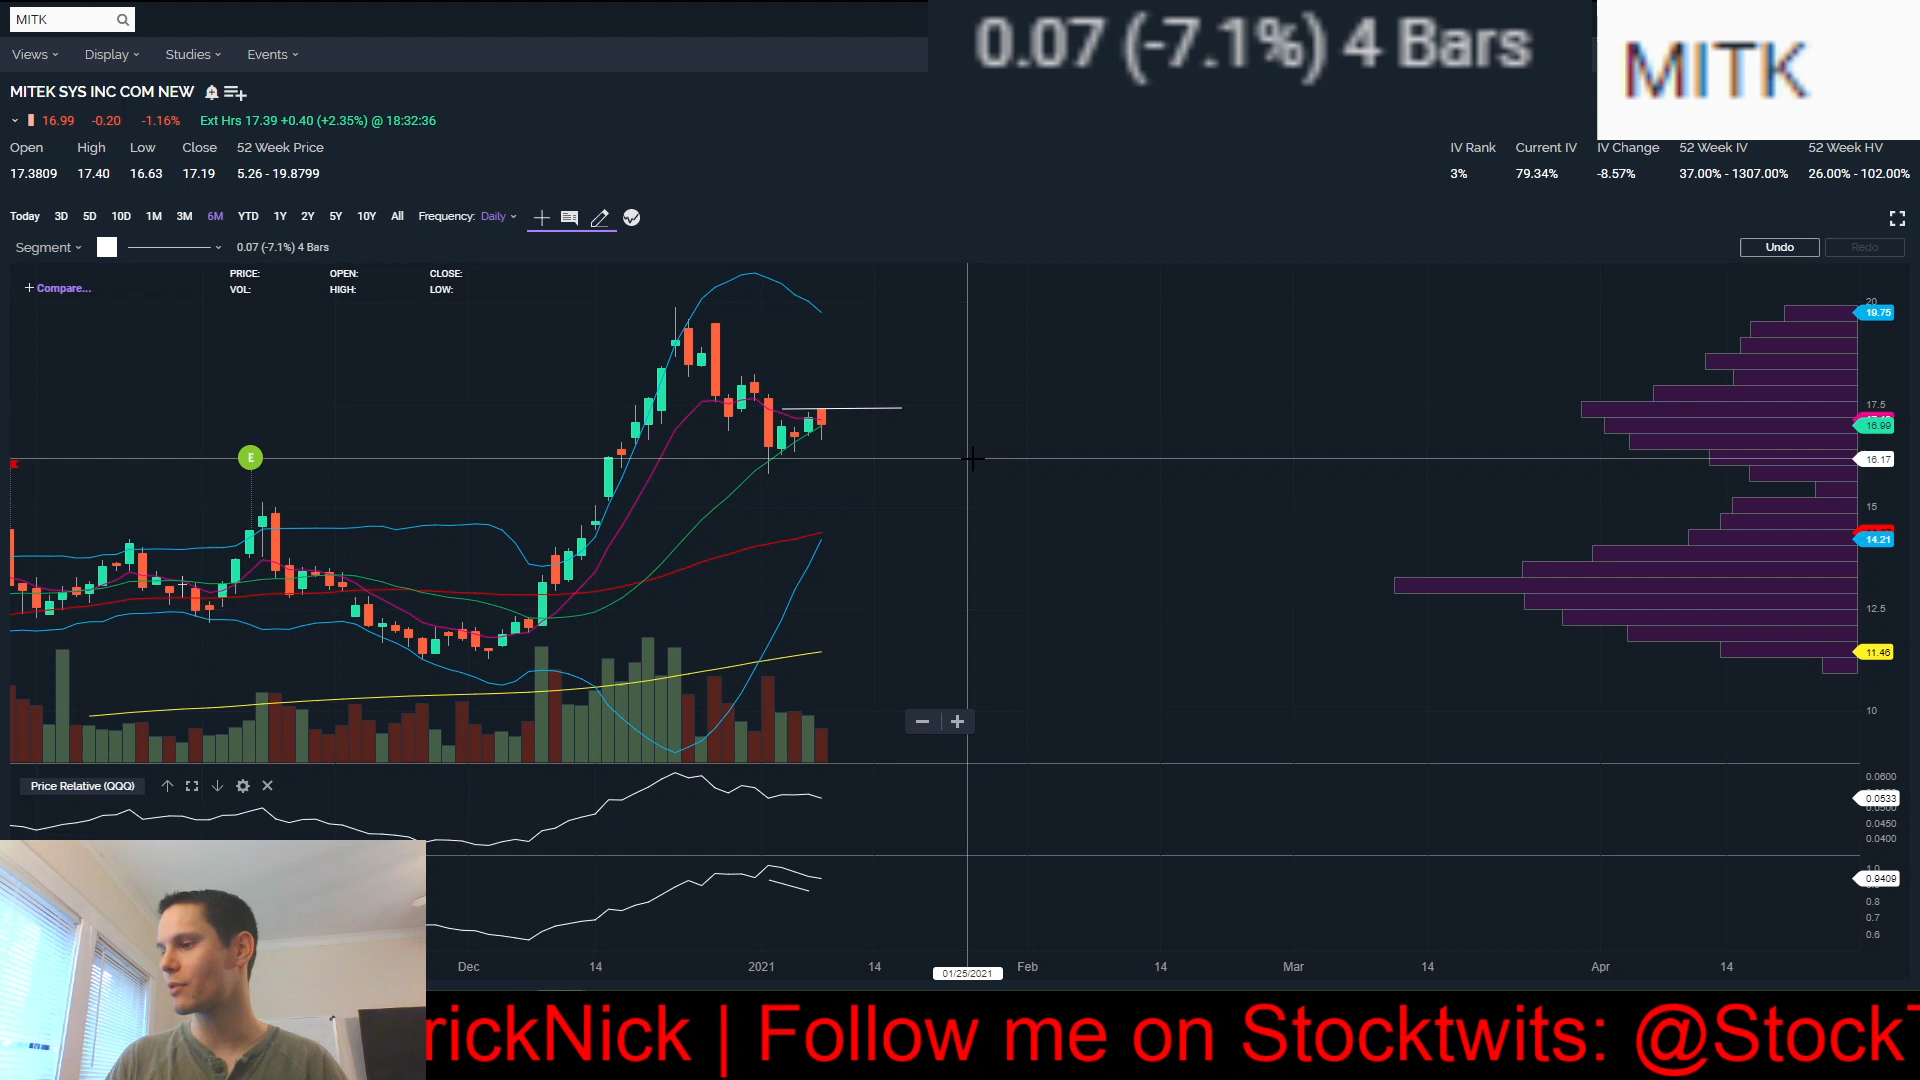 MITK
0.07 (-7.1%) 4 Bars
MITK
Views Display Studies Events
MITEK SYS INC COM NEW
16.99 -0.20 -1.16% Ext Hrs 17.39 +0.40 (+2.35%) @ 18:32:36
Open High Low Close 52 Week Price
17.3809 17.40 16.63 17.19 5.26 - 19.8799
IV Rank Current IV IV Change 52 Week IV 52 Week HV
3% 79.34% -8.57% 37.00% - 1307.00% 26.00% - 102.00%
Today 3D 5D 10D 1M 3M 6M YTD 1Y 2Y 5Y 10Y All Frequency: Daily
Segment 0.07 (-7.1%) 4 Bars Undo Redo
+ Compare...
PRICE: OPEN: CLOSE:
VOL: HIGH: LOW:
20
19.75
17.5
16.99
E
16.17
15
14.21
12.5
11.46
10
Price Relative (QQQ)
0.0600
0.0533
0.0450
0.0400
0.9409
0.8
0.7
0.6
Dec 14 2021 14 01/25/2021 Feb 14 Mar 14 Apr 14
rickNick | Follow me on Stocktwits: @Stock